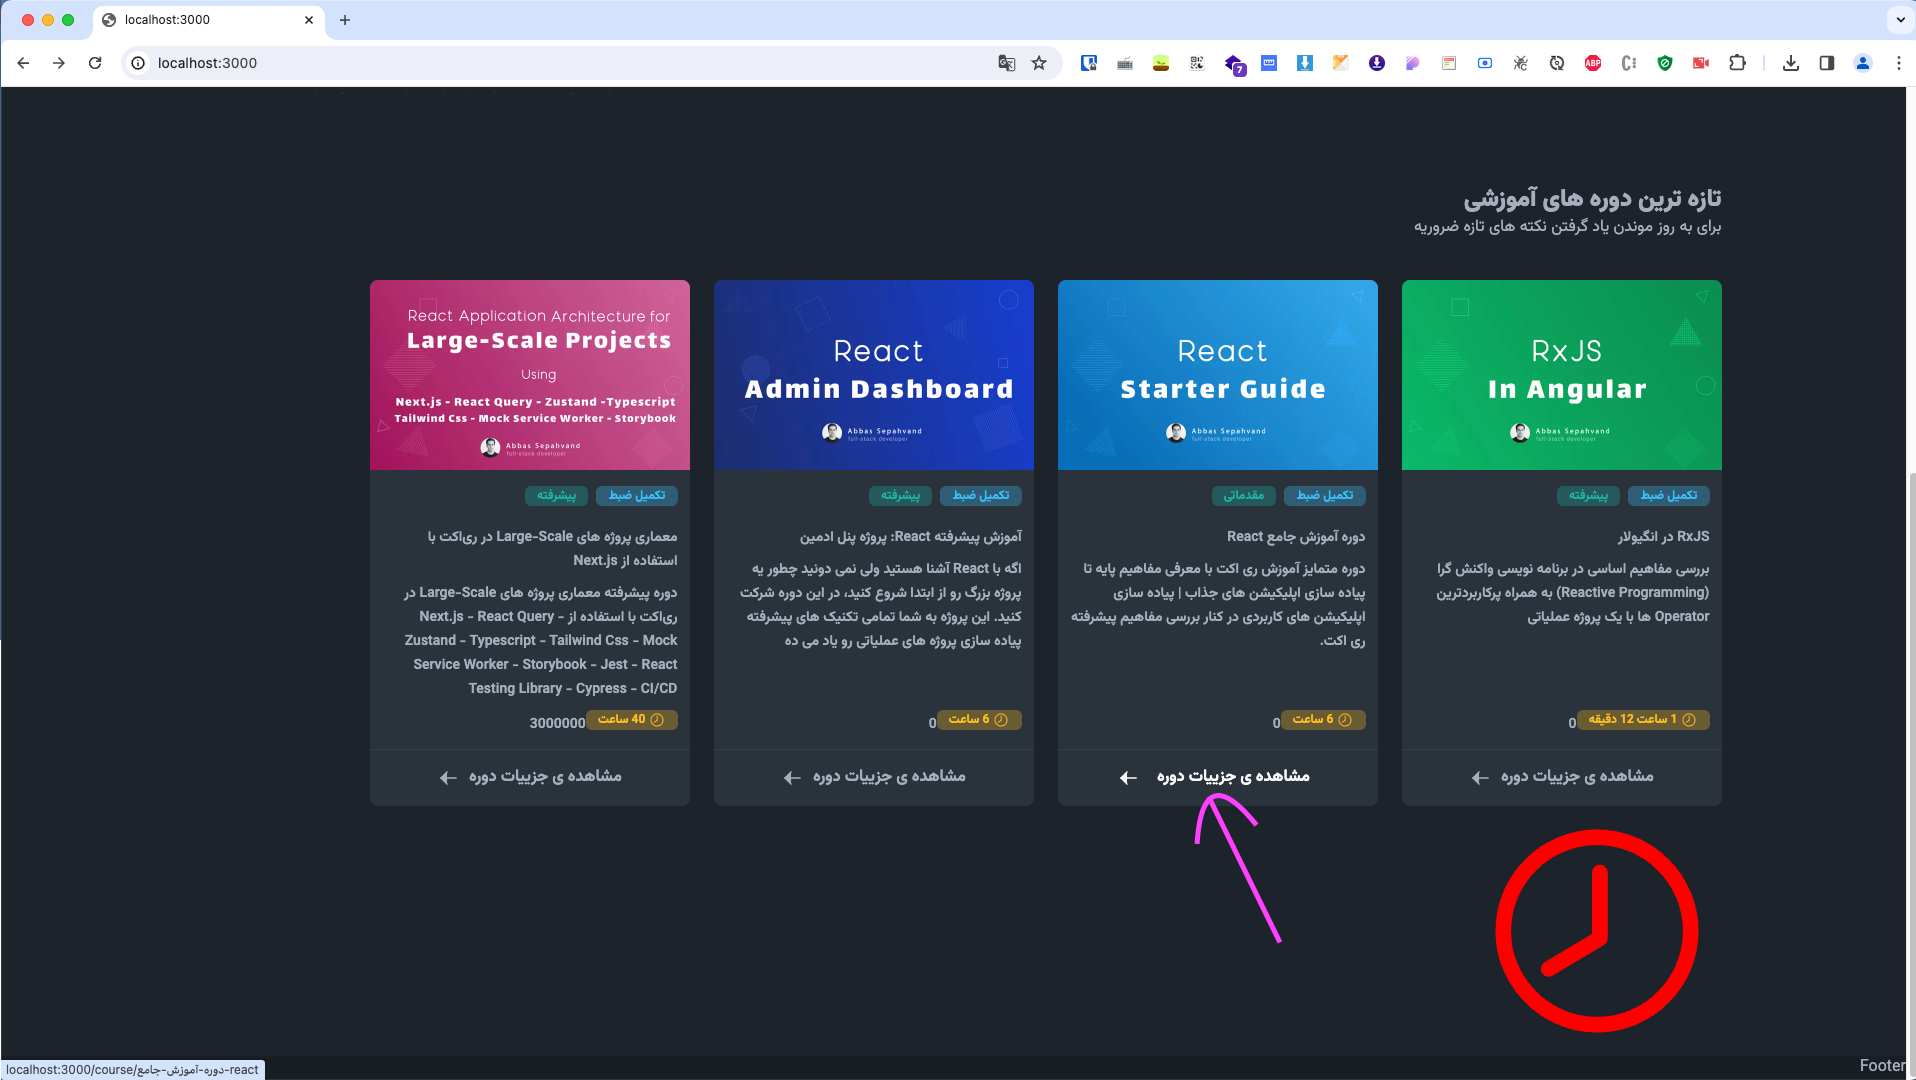 localhost:3000
localhost:3000
7
ABP
تازه ترین دوره های آموزشی
برای به روز موندن یاد گرفتن نکته های تازه ضروریه
RxJS
In Angular
Abbas Sepahvand
full-stack developer
تکمیل ضبط
پیشرفته
RxJS در انگیولار
بررسی مفاهیم اساسی در برنامه نویسی واکنش گرا
(Reactive Programming) به همراه پرکاربردترین
Operator ها با یک پروژه عملیاتی
1 ساعت 12 دقیقه
0
مشاهده ی جزییات دوره
React
Starter Guide
Abbas Sepahvand
full-stack developer
تکمیل ضبط
مقدماتی
دوره آموزش جامع React
دوره متمایز آموزش ری اکت با معرفی مفاهیم پایه تا
پیاده سازی اپلیکیشن های جذاب | پیاده سازی
اپلیکیشن های کاربردی در کنار بررسی مفاهیم پیشرفته
ری اکت.
6 ساعت
0
مشاهده ی جزییات دوره
React
Admin Dashboard
Abbas Sepahvand
full-stack developer
تکمیل ضبط
پیشرفته
آموزش پیشرفته React: پروژه پنل ادمین
اگه با React آشنا هستید ولی نمی دونید چطور یه
پروژه بزرگ رو از ابتدا شروع کنید، در این دوره شرکت
کنید. این پروژه به شما تمامی تکنیک های پیشرفته
پیاده سازی پروژه های عملیاتی رو یاد می ده
6 ساعت
0
مشاهده ی جزییات دوره
React Application Architecture for
Large-Scale Projects
Using
Next.js - React Query - Zustand -Typescript
Tailwind Css - Mock Service Worker - Storybook
Abbas Sepahvand
full-stack developer
تکمیل ضبط
پیشرفته
معماری پروژه های Large-Scale در ری‌اکت با
استفاده از Next.js
دوره پیشرفته معماری پروژه های Large-Scale در
ری‌اکت با استفاده از Next.js - React Query -
Zustand - Typescript - Tailwind Css - Mock
Service Worker - Storybook - Jest - React
Testing Library - Cypress - CI/CD
40 ساعت
3000000
مشاهده ی جزییات دوره
Footer
localhost:3000/course/دوره-آموزش-جامع-react